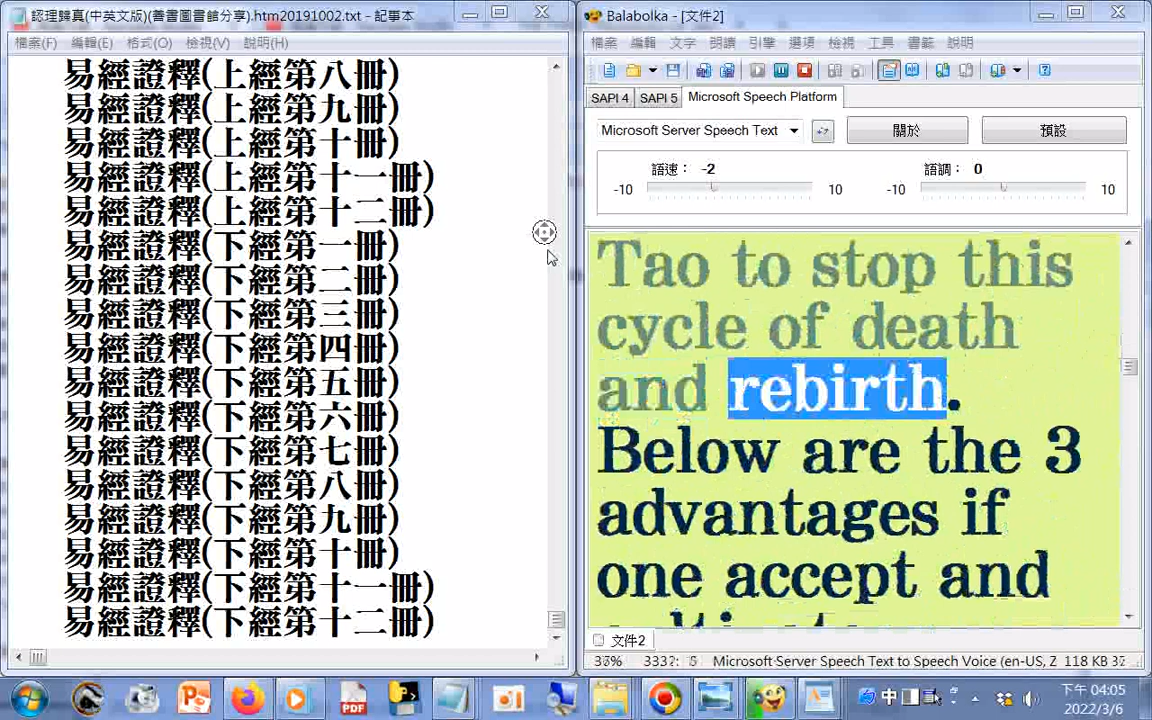 認理歸真(中英文版)(善書圖書館分享).htm20191002.txt - 記事本
檔案(F) 編輯(E) 格式(O) 檢視(V) 說明(H)
易經證釋(上經第八冊)
易經證釋(上經第九冊)
易經證釋(上經第十冊)
易經證釋(上經第十一冊)
易經證釋(上經第十二冊)
易經證釋(下經第一冊)
易經證釋(下經第二冊)
易經證釋(下經第三冊)
易經證釋(下經第四冊)
易經證釋(下經第五冊)
易經證釋(下經第六冊)
易經證釋(下經第七冊)
易經證釋(下經第八冊)
易經證釋(下經第九冊)
易經證釋(下經第十冊)
易經證釋(下經第十一冊)
易經證釋(下經第十二冊)
Balabolka - [文件2]
檔案 編輯 文字 朗讀 引擎 選項 檢視 工具 書籤 說明
SAPI 4 SAPI 5 Microsoft Speech Platform
Microsoft Server Speech Text 關於 預設
語速： -2 語調： 0
-10 10 -10 10
Tao to stop this
cycle of death
and rebirth.
Below are the 3
advantages if
one accept and
文件2
Microsoft Server Speech Text to Speech Voice (en-US, Z 118 KB
中 下午 04:05
2022/3/6